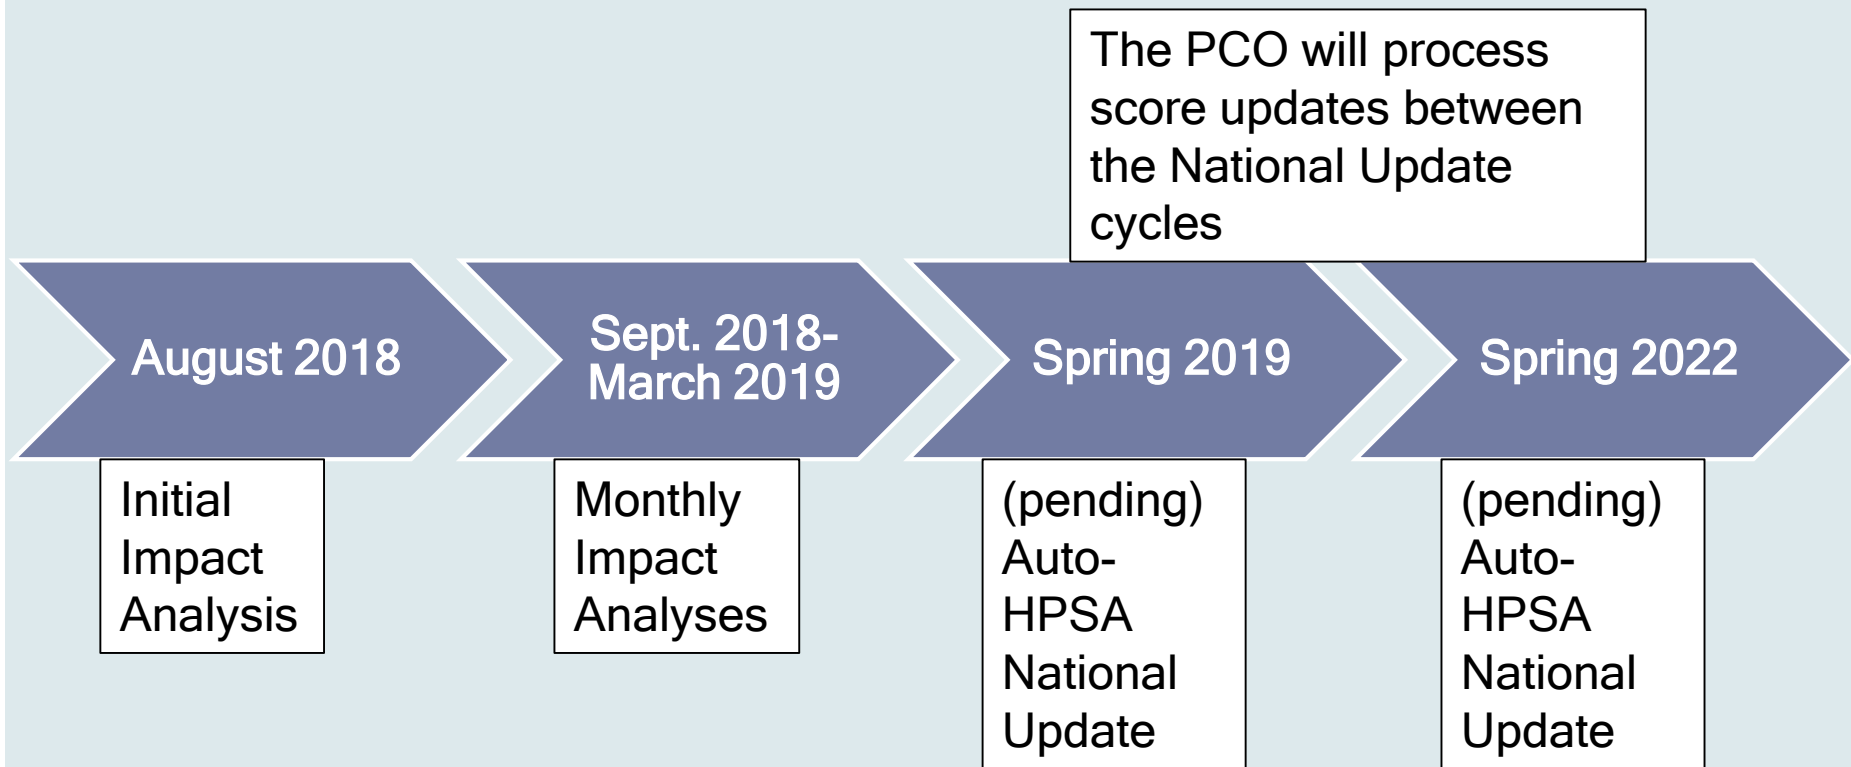 The PCO will process
score updates between
the National Update
cycles
August 2018
Sept. 2018-
March 2019
Spring 2019
Spring 2022
Initial
Impact
Analysis
Monthly
Impact
Analyses
(pending)
Auto-
HPSA
National
Update
(pending)
Auto-
HPSA
National
Update